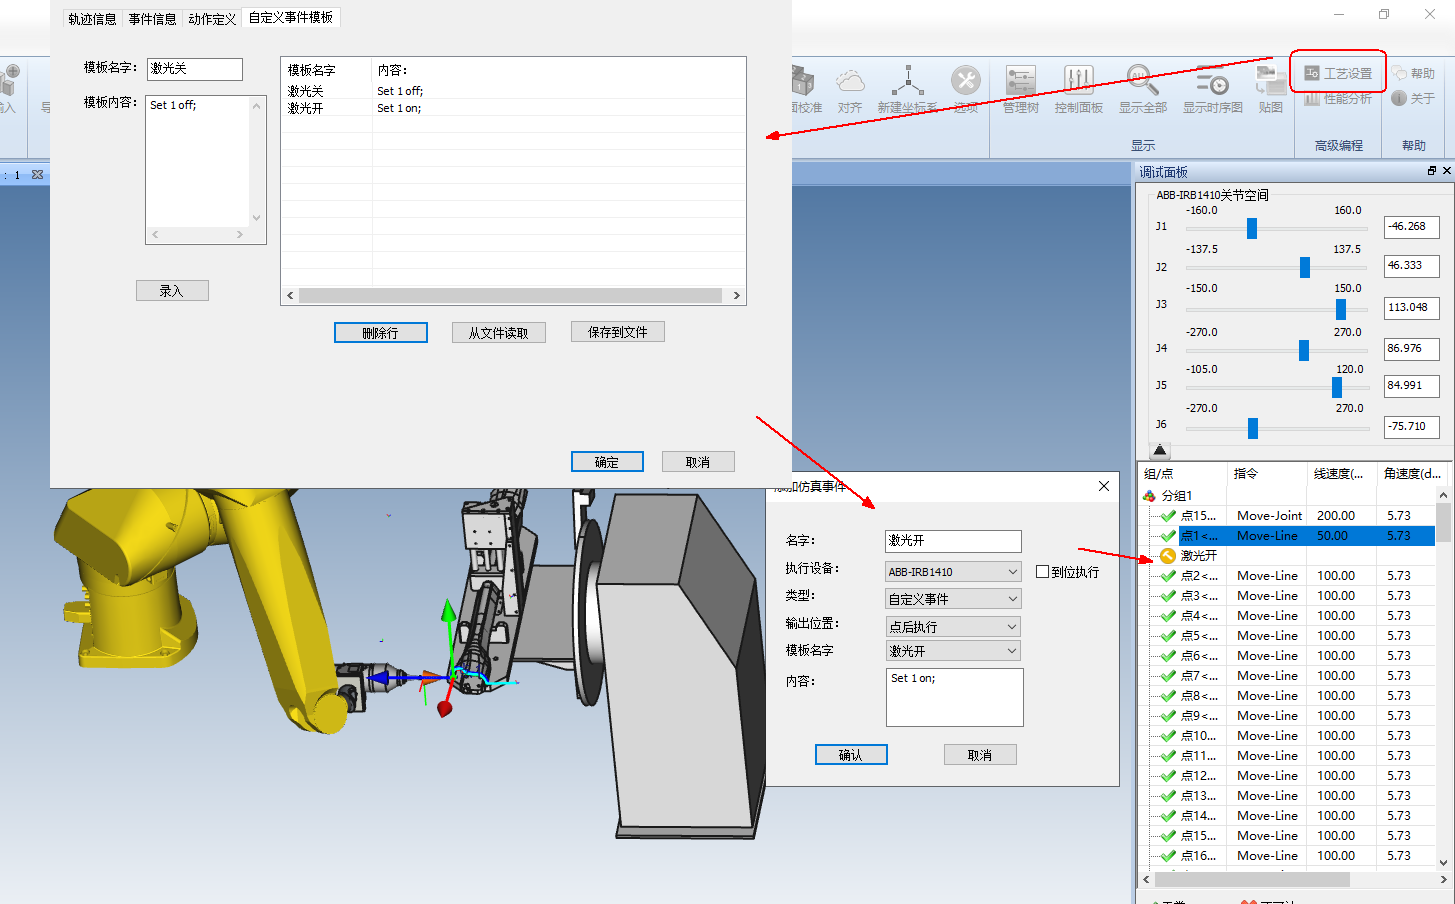 轨迹信息 事件信息 动作定义 自定义事件模板
模板名字： 激光关
模板内容： Set 1 off;
录入
模板名字 内容：
激光关 Set 1 off;
激光开 Set 1 on;
删除行 从文件读取 保存到文件
确定 取消
对齐 新建坐标系 选项
管理树 控制面板 显示全部 显示时序图 贴图
显示
工艺设置
性能分析
高级编程
帮助
关于
帮助
: 1
调试面板
ABB-IRB1410关节空间
-160.0 160.0
J1 -46.268
-137.5 137.5
J2 46.333
-150.0 150.0
J3 113.048
-270.0 270.0
J4 86.976
-105.0 120.0
J5 84.991
-270.0 270.0
J6 -75.710
组/点 指令 线速度(... 角速度(d...
分组1
点15... Move-Joint 200.00 5.73
点1<... Move-Line 50.00 5.73
激光开
点2<... Move-Line 100.00 5.73
点3<... Move-Line 100.00 5.73
点4<... Move-Line 100.00 5.73
点5<... Move-Line 100.00 5.73
点6<... Move-Line 100.00 5.73
点7<... Move-Line 100.00 5.73
点8<... Move-Line 100.00 5.73
点9<... Move-Line 100.00 5.73
点10... Move-Line 100.00 5.73
点11... Move-Line 100.00 5.73
点12... Move-Line 100.00 5.73
点13... Move-Line 100.00 5.73
点14... Move-Line 100.00 5.73
点15... Move-Line 100.00 5.73
点16... Move-Line 100.00 5.73
添加仿真事件
名字： 激光开
执行设备： ABB-IRB1410 到位执行
类型： 自定义事件
输出位置： 点后执行
模板名字 激光开
内容： Set 1 on;
确认 取消